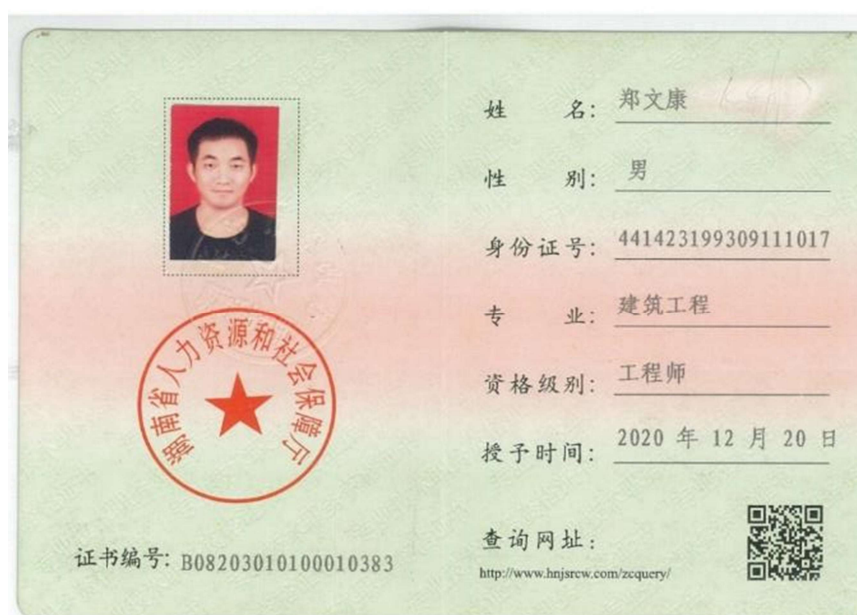 姓名：郑文康
性别：男
身份证号：441423199309111017
专业：建筑工程
资格级别：工程师
授予时间：2020 年 12 月 20 日
查询网址：
http://www.hnjsrcw.com/zcquery/
湖南省人力资源和社会保障厅
证书编号：B08203010100010383